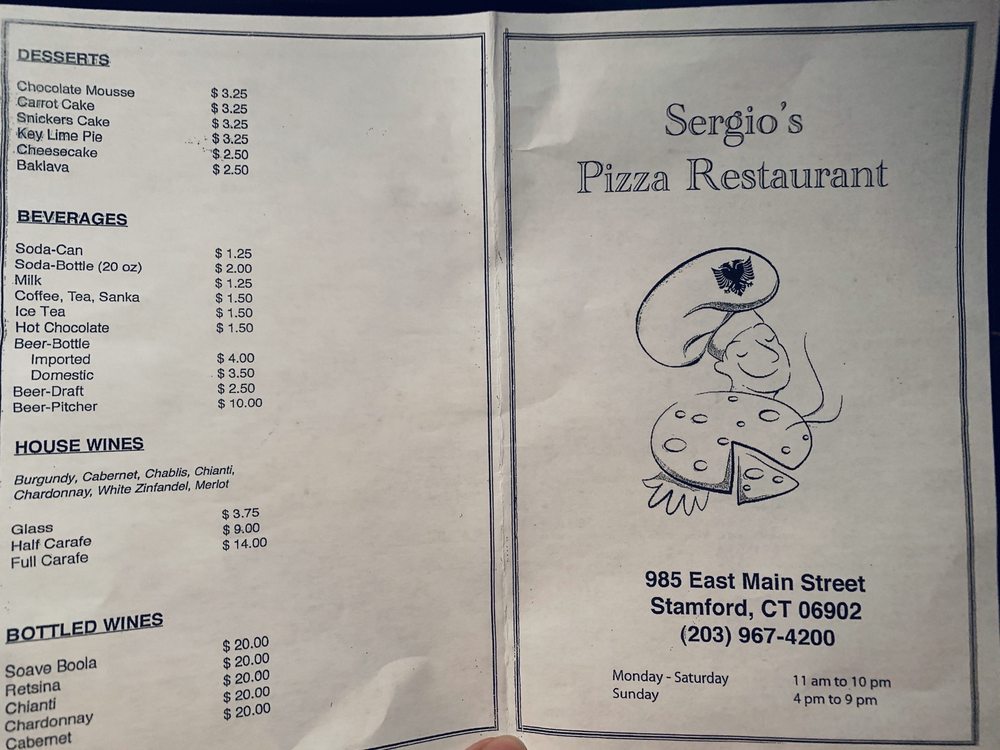 DESSERTS
Chocolate Mousse $ 3.25
Carrot Cake $ 3.25
Snickers Cake $ 3.25
Key Lime Pie $ 3.25
Cheesecake $ 2.50
Baklava $ 2.50
BEVERAGES
Soda-Can $ 1.25
Soda-Bottle (20 oz) $ 2.00
Milk $ 1.25
Coffee, Tea, Sanka $ 1.50
Ice Tea $ 1.50
Hot Chocolate $ 1.50
Beer-Bottle
Imported $ 4.00
Domestic $ 3.50
Beer-Draft $ 2.50
Beer-Pitcher $ 10.00
HOUSE WINES
Burgundy, Cabernet, Chablis, Chianti,
Chardonnay, White Zinfandel, Merlot
Glass $ 3.75
Half Carafe $ 9.00
Full Carafe $ 14.00
BOTTLED WINES
Soave Boola $ 20.00
Retsina $ 20.00
Chianti $ 20.00
Chardonnay $ 20.00
Cabernet $ 20.00
Sergio's
Pizza Restaurant
985 East Main Street
Stamford, CT 06902
(203) 967-4200
Monday - Saturday 11 am to 10 pm
Sunday 4 pm to 9 pm